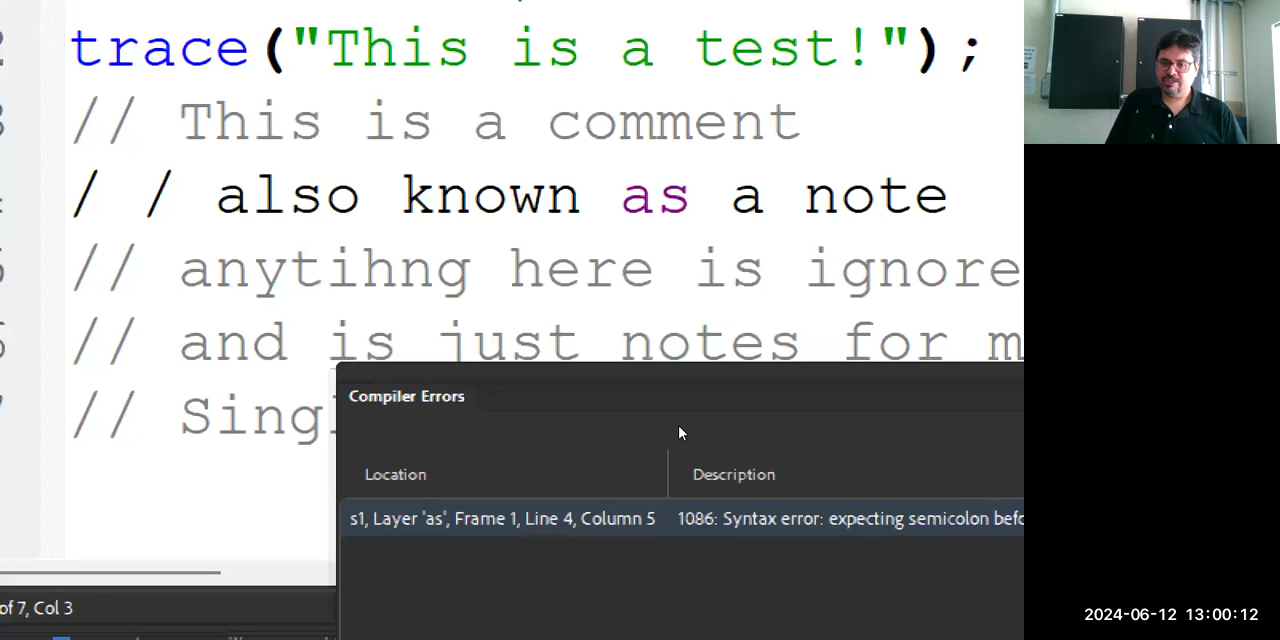 trace("This is a test!");
// This is a comment
/ / also known as a note
// anytihng here is ignore
// and is just notes for m
// Singl
Compiler Errors
Location Description
s1, Layer 'as', Frame 1, Line 4, Column 5 1086: Syntax error: expecting semicolon befo
of 7, Col 3
2024-06-12 13:00:12